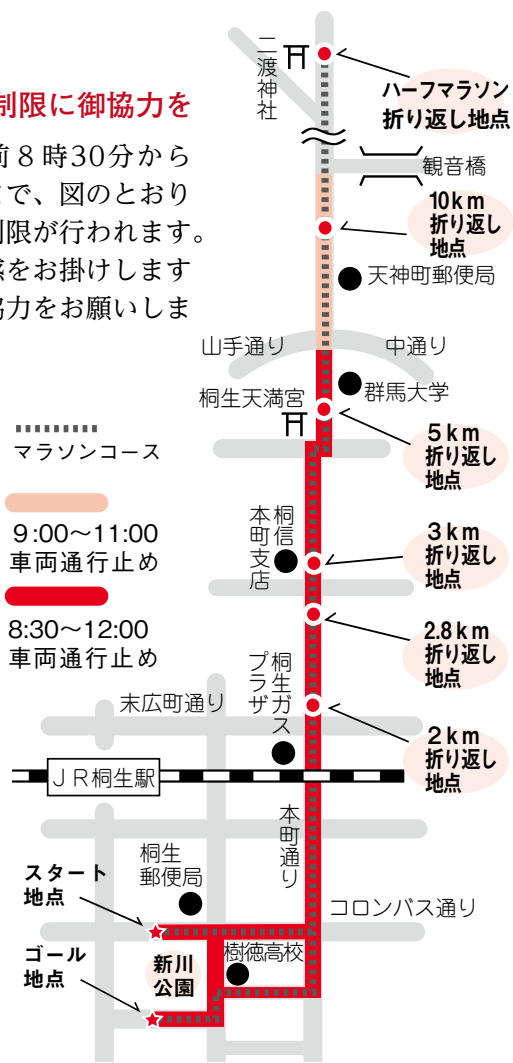 制限に御協力を
前８時30分から
まで、図のとおり
制限が行われます。
惑をお掛けします
協力をお願いしま
二渡神社
ハーフマラソン
折り返し地点
観音橋
10km
折り返し
地点
天神町郵便局
山手通り
中通り
群馬大学
桐生天満宮
マラソンコース
5km
折り返し
地点
9:00〜11:00
車両通行止め
桐信
本町支店
3km
折り返し
地点
8:30〜12:00
車両通行止め
2.8km
折り返し
地点
桐生ガス
プラザ
末広町通り
2km
折り返し
地点
ＪＲ桐生駅
本町通り
桐生
郵便局
スタート
地点
コロンバス通り
樹徳高校
ゴール
地点
新川
公園